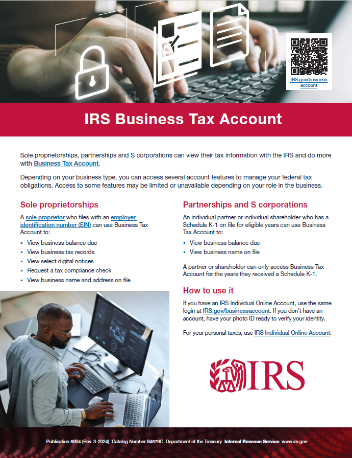 IRS.gov/business
account
IRS Business Tax Account
Sole proprietorships, partnerships and S corporations can view their tax information with the IRS and do more
with Business Tax Account.
Depending on your business type, you can access several account features to manage your federal tax
obligations. Access to some features may be limited or unavailable depending on your role in the business.
Sole proprietorships
A sole proprietor who files with an employer
identification number (EIN) can use Business Tax
Account to:
• View business balance due
• View business tax records
• View select digital notices
• Request a tax compliance check
• View business name and address on file
Partnerships and S corporations
An individual partner or individual shareholder who has a
Schedule K-1 on file for eligible years can use Business
Tax Account to:
• View business balance due
• View business name on file
A partner or shareholder can only access Business Tax
Account for the years they received a Schedule K-1.
How to use it
If you have an IRS Individual Online Account, use the same
login at IRS.gov/businessaccount. If you don't have an
account, have your photo ID ready to verify your identity.
For your personal taxes, use IRS Individual Online Account.
IRS
Publication (Rev. 3-2024) Catalog Number Department of the Treasury Internal Revenue Service www.irs.gov